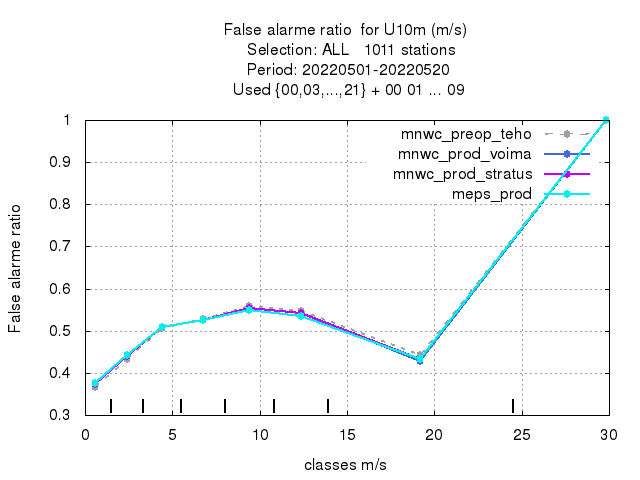 False alarme ratio  for U10m (m/s)
Selection: ALL   1011 stations
Period: 20220501-20220520
Used {00,03,...,21} + 00 01 ... 09
mnwc_preop_teho
mnwc_prod_voima
mnwc_prod_stratus
meps_prod
False alarme ratio
1
0.9
0.8
0.7
0.6
0.5
0.4
0.3
0 5 10 15 20 25 30
classes m/s